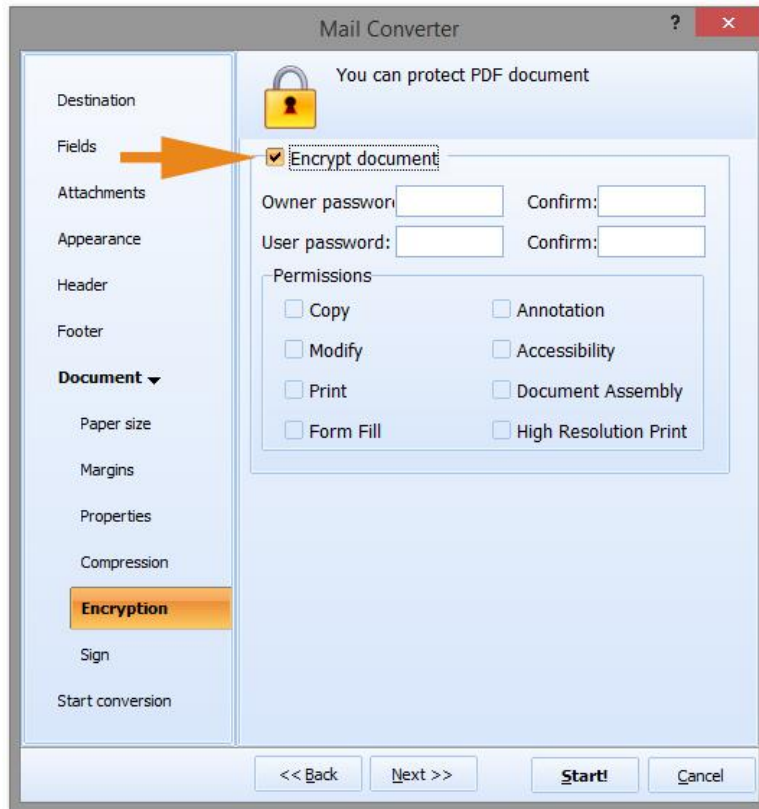 Mail Converter
?
You can protect PDF document
Destination
Fields
Attachments
Appearance
Header
Footer
Document
Paper size
Margins
Properties
Compression
Encryption
Sign
Start conversion
Encrypt document
Owner passwor Confirm:
User password: Confirm:
Permissions
Copy Annotation
Modify Accessibility
Print Document Assembly
Form Fill High Resolution Print
<< Back Next >> Start! Cancel